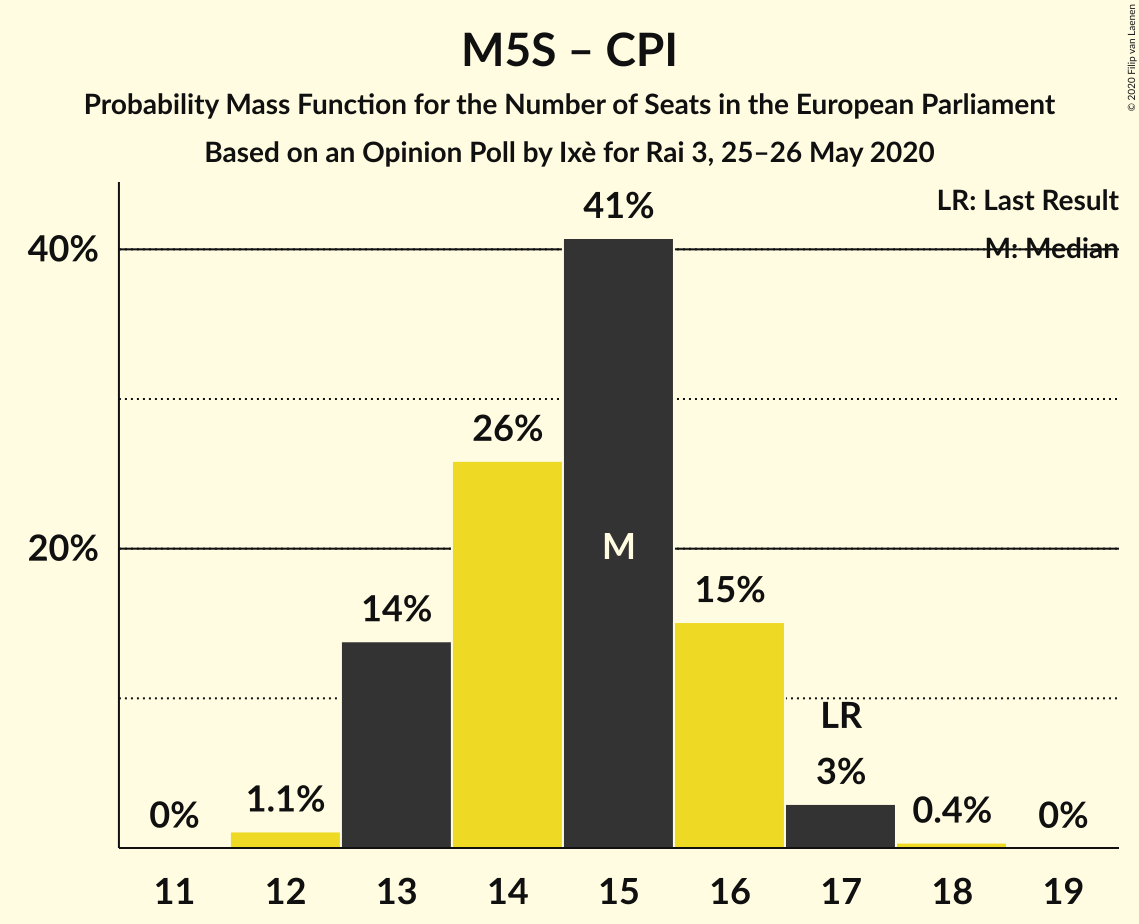 M5S – CPI
Probability Mass Function for the Number of Seats in the European Parliament
Based on an Opinion Poll by Ixè for Rai 3, 25–26 May 2020
© 2020 Filip van Laenen
LR: Last Result
M: Median
40%
20%
0%
1.1%
14%
26%
41%
M
15%
LR
3%
0.4%
0%
11 12 13 14 15 16 17 18 19